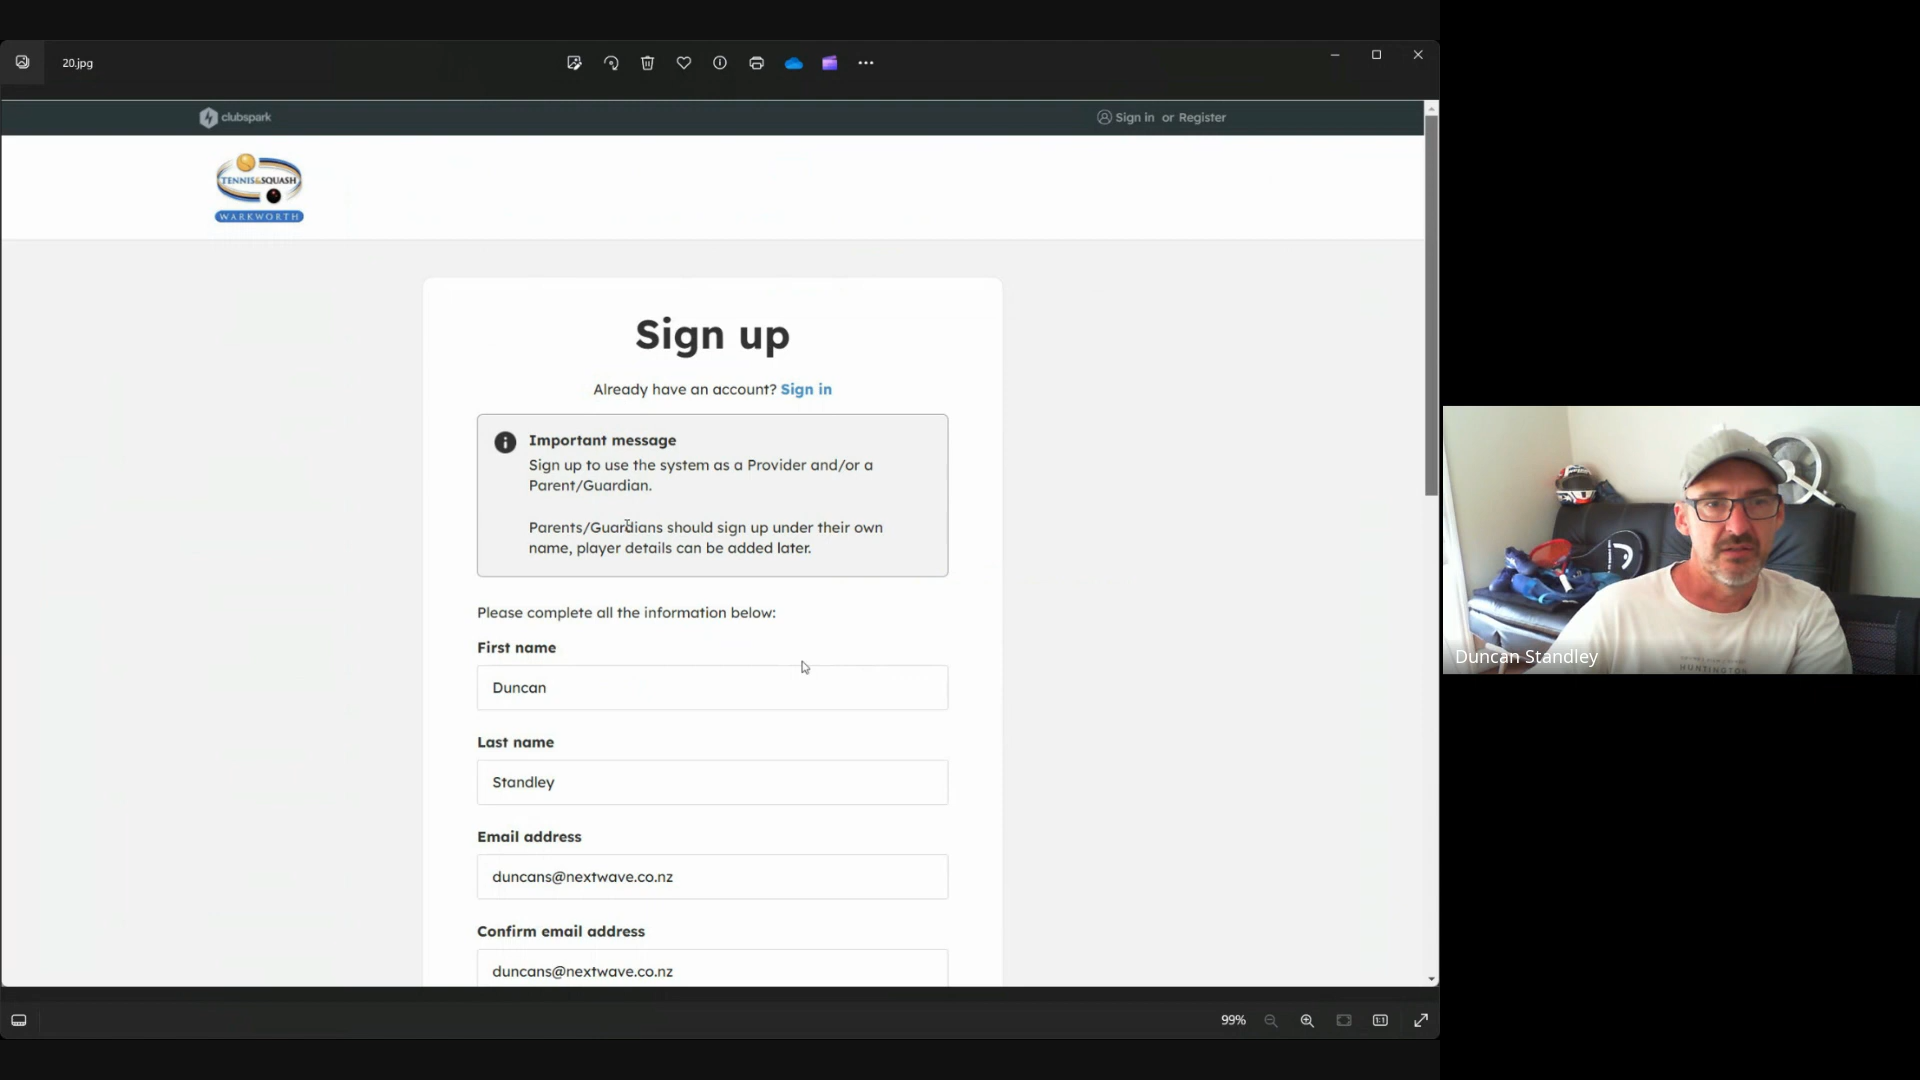 20.jpg
clubspark
Sign in or Register
TENNIS&SQUASH
WARKWORTH
Sign up
Already have an account? Sign in
Important message
Sign up to use the system as a Provider and/or a
Parent/Guardian.
Parents/Guardians should sign up under their own
name, player details can be added later.
Please complete all the information below:
First name
Duncan
Last name
Standley
Email address
duncans@nextwave.co.nz
Confirm email address
duncans@nextwave.co.nz
99%
Duncan Standley
HUNTINGTON